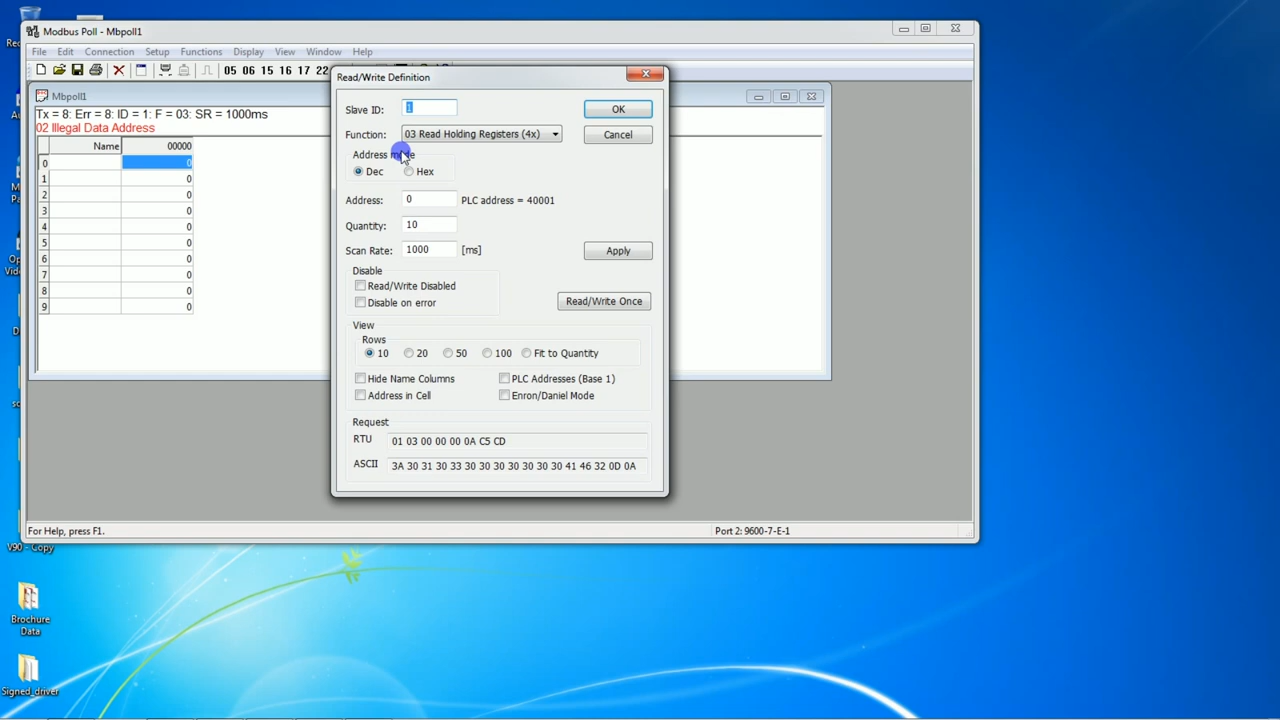 Modbus Poll - Mbpoll1
File Edit Connection Setup Functions Display View Window Help
05 06 15 16 17 22
Read/Write Definition
Mbpoll1
Tx = 8: Err = 8: ID = 1: F = 03: SR = 1000ms
02 Illegal Data Address
Name 00000
0 0
1 0
2 0
3 0
4 0
5 0
6 0
7 0
8 0
9 0
Slave ID: 1 OK
Function: 03 Read Holding Registers (4x) Cancel
Address mode
Dec Hex
Address: 0 PLC address = 40001
Quantity: 10
Scan Rate: 1000 [ms] Apply
Disable
Read/Write Disabled
Disable on error Read/Write Once
View
Rows
10 20 50 100 Fit to Quantity
Hide Name Columns PLC Addresses (Base 1)
Address in Cell Enron/Daniel Mode
Request
RTU 01 03 00 00 00 0A C5 CD
ASCII 3A 30 31 30 33 30 30 30 30 30 30 30 41 46 32 0D 0A
For Help, press F1. Port 2: 9600-7-E-1
V90 - Copy
Brochure
Data
Signed_driver